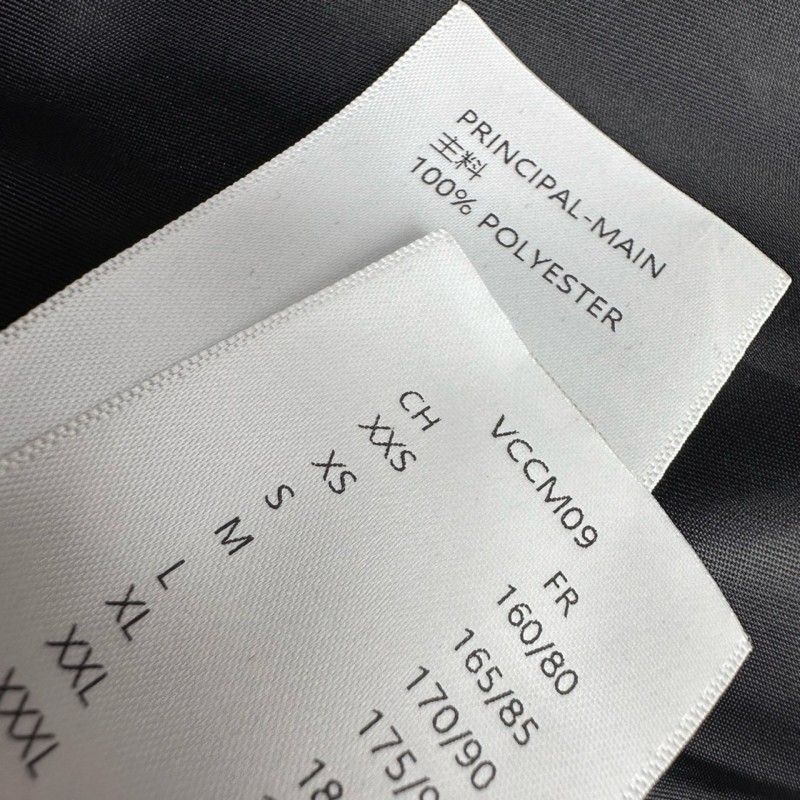 PRINCIPAL-MAIN
主料
100% POLYESTER
VCCM09
CH FR
XXS 160/80
XS 165/85
S 170/90
M 175/9
L 18
XL
XXL
XXXL